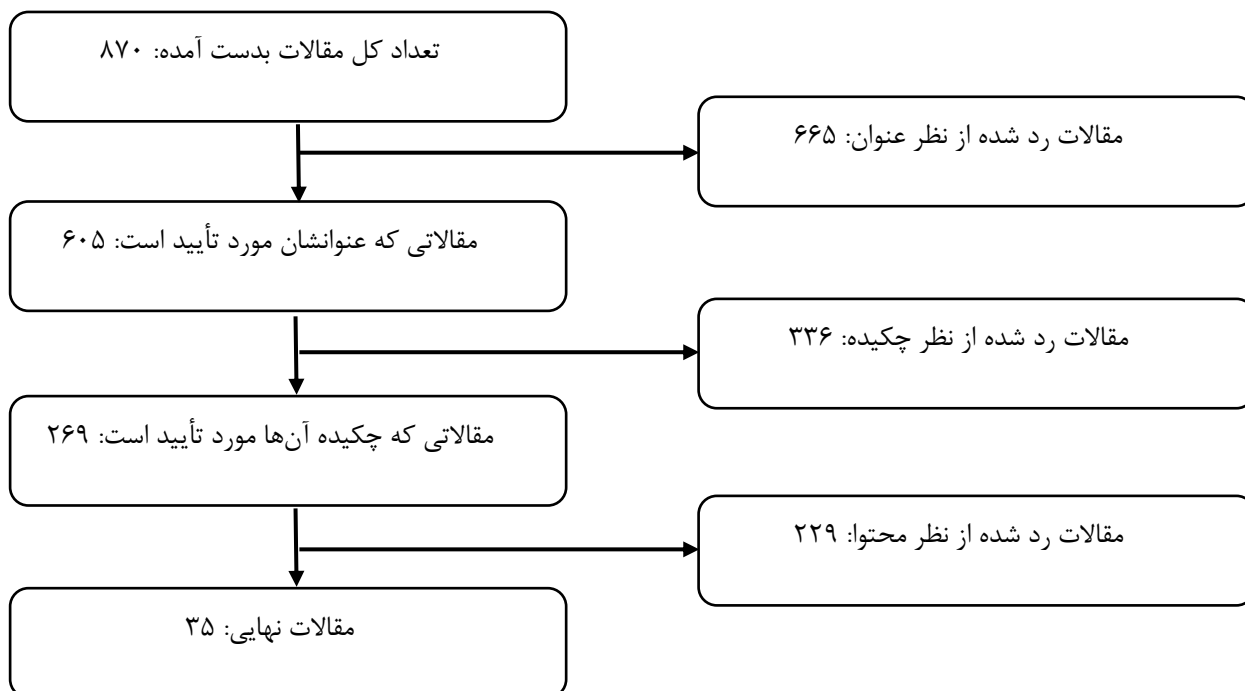 تعداد کل مقالات بدست آمده: ۸۷۰
مقالات رد شده از نظر عنوان: ۶۶۵
مقالاتی که عنوانشان مورد تأیید است: ۶۰۵
مقالات رد شده از نظر چکیده: ۳۳۶
مقالاتی که چکیده آن‌ها مورد تأیید است: ۲۶۹
مقالات رد شده از نظر محتوا: ۲۲۹
مقالات نهایی: ۳۵